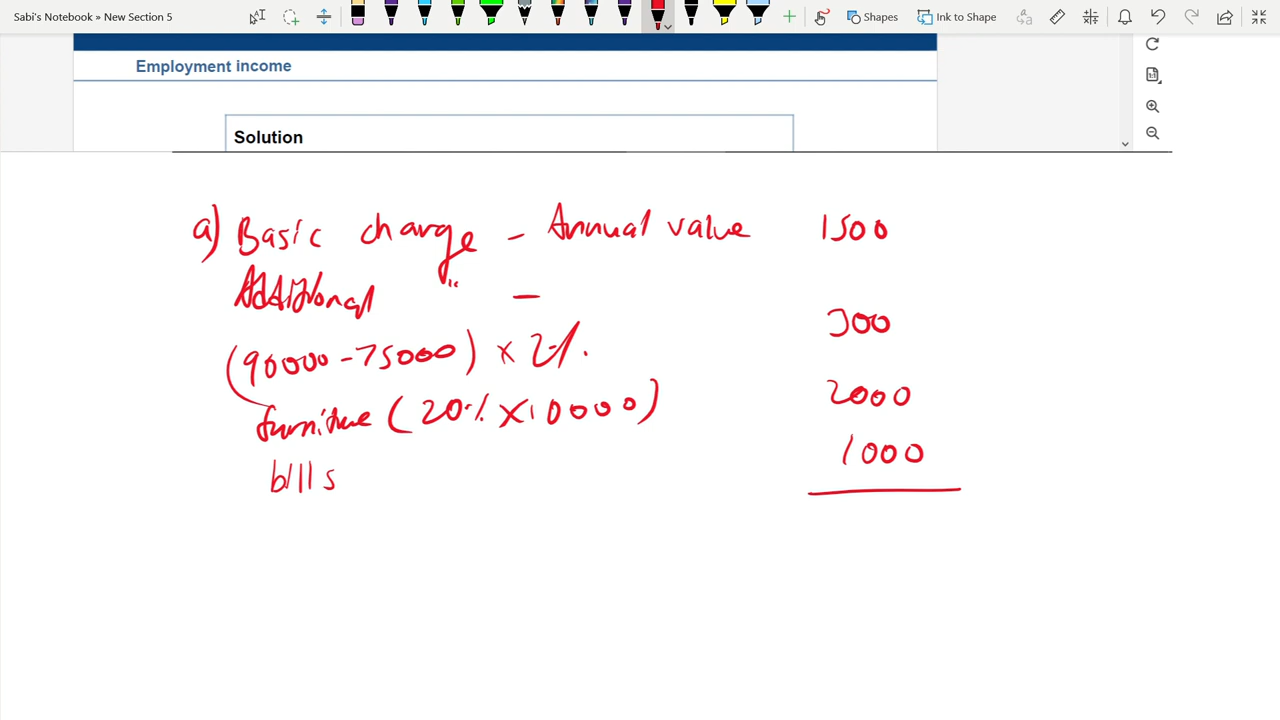 Sabi's Notebook » New Section 5
Shapes
Ink to Shape
Employment income
Solution
a) Basic charge - Annual value 1500
Additional " -
(90000 - 75000) × 2%. 300
furniture (20% × 10000) 2000
bills 1000